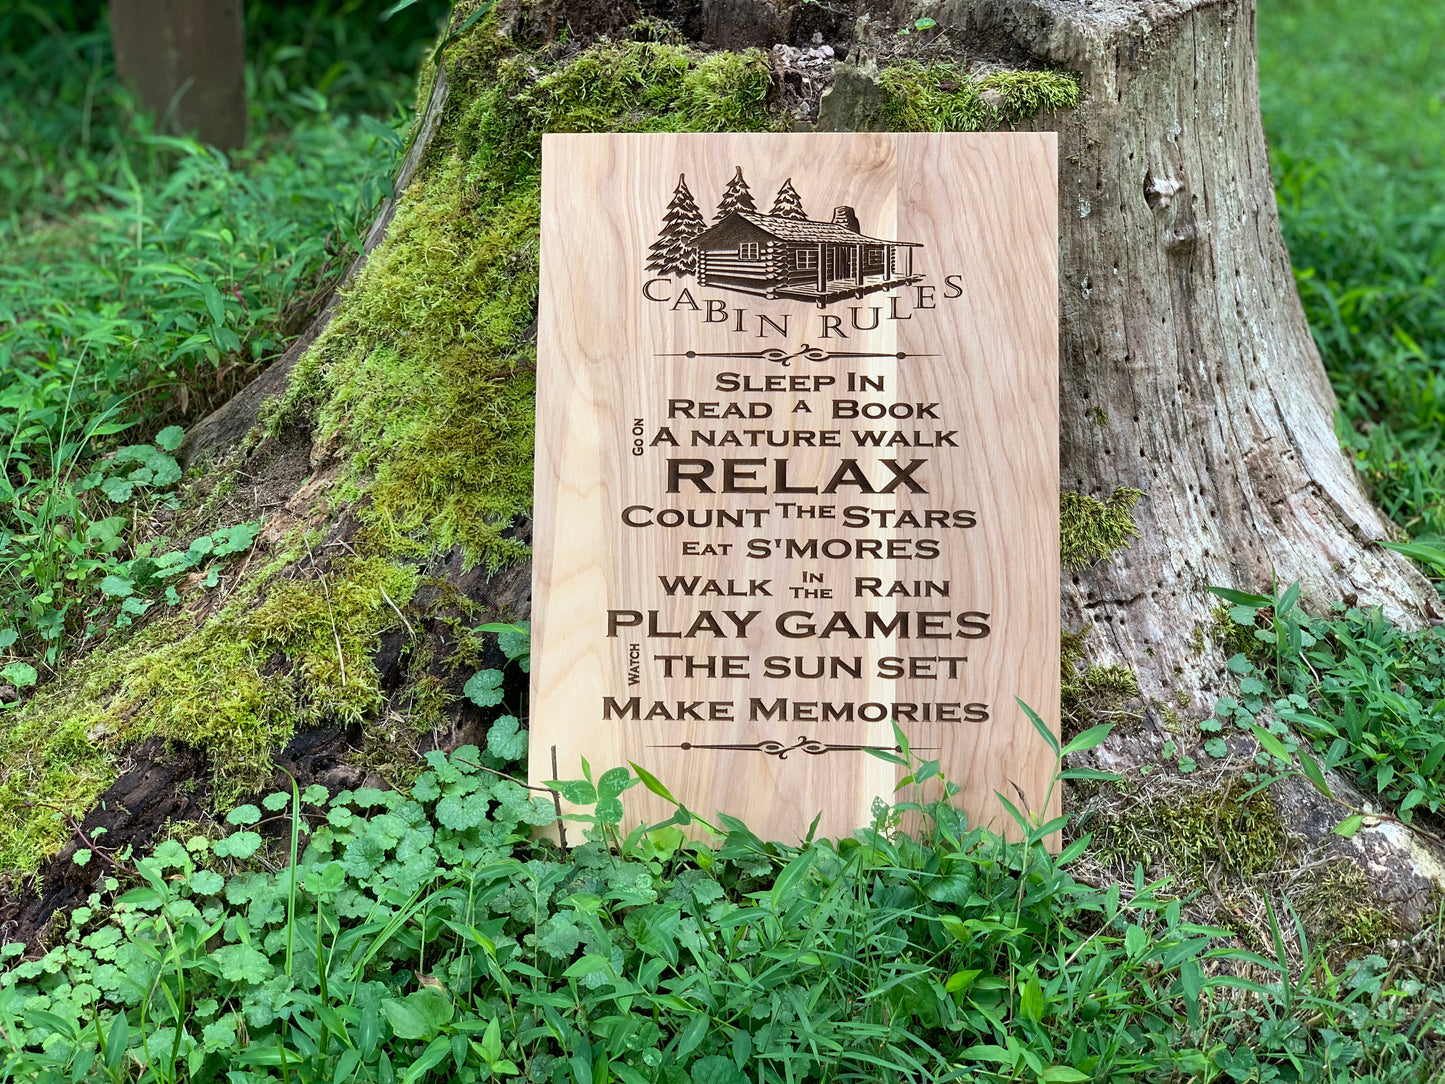 CABIN RULES
SLEEP IN
READ A BOOK
GO ON A NATURE WALK
RELAX
COUNT THE STARS
EAT S'MORES
WALK IN THE RAIN
PLAY GAMES
WATCH THE SUN SET
MAKE MEMORIES